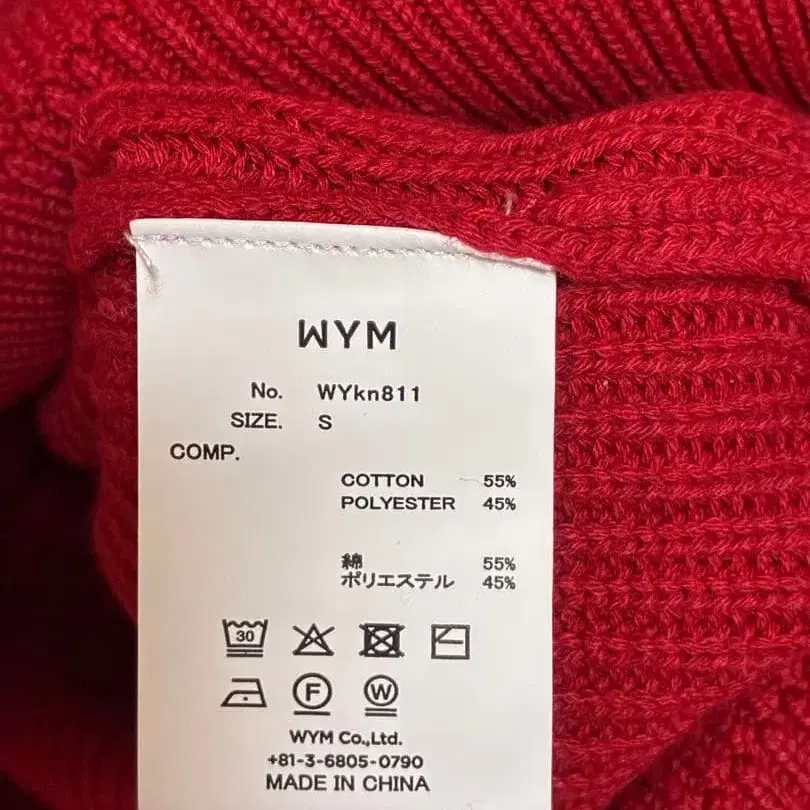 WYM
No. WYkn811
SIZE. S
COMP.
COTTON 55%
POLYESTER 45%
綿 55%
ポリエステル 45%
30
F W
WYM Co.,Ltd.
+81-3-6805-0790
MADE IN CHINA